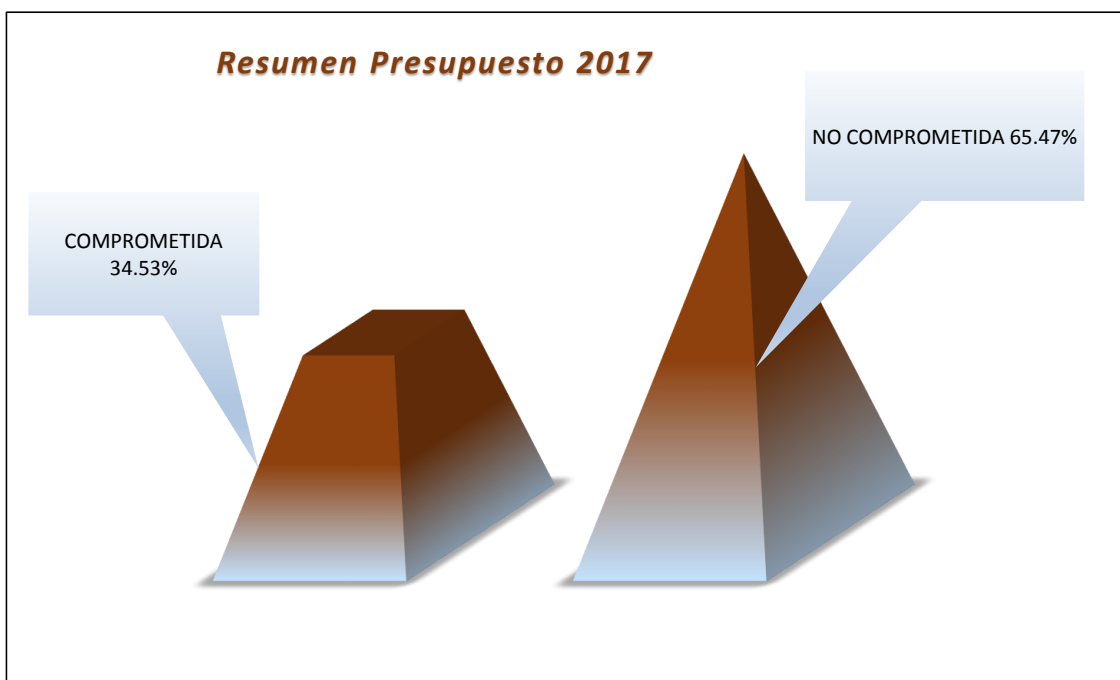 Resumen Presupuesto 2017
NO COMPROMETIDA 65.47%
COMPROMETIDA
34.53%